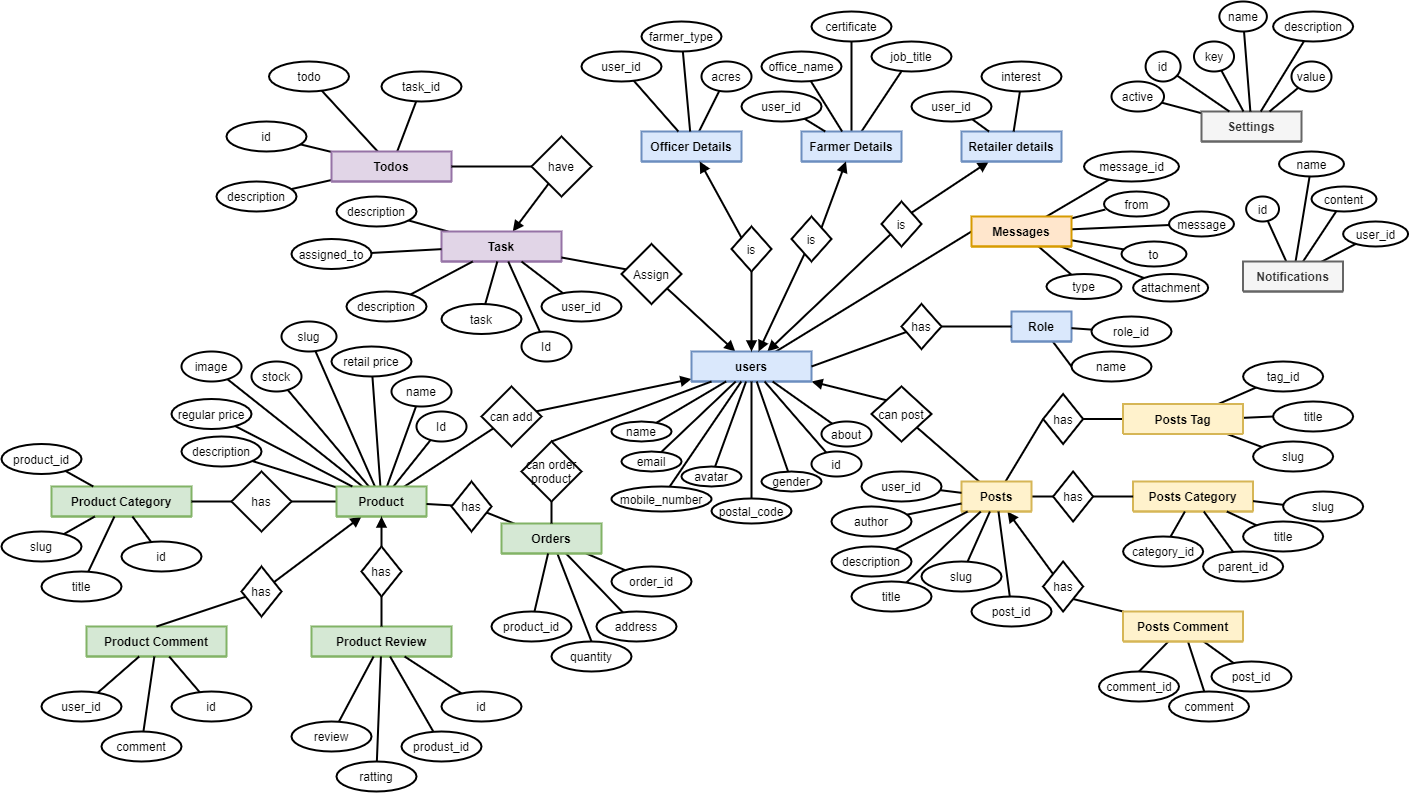 todo
task_id
id
description
Todos
have
description
assigned_to
Task
description
task
Id
user_id
Assign
user_id
farmer_type
acres
Officer Details
is
user_id
office_name
certificate
job_title
Farmer Details
is
user_id
interest
Retailer details
is
active
id
key
name
description
value
Settings
message_id
from
message
to
attachment
type
Messages
id
name
content
user_id
Notifications
has
Role
role_id
name
users
name
email
mobile_number
avatar
postal_code
gender
id
about
image
slug
stock
retail price
name
Id
regular price
description
Product
can add
can order
product
has
Orders
product_id
quantity
address
order_id
product_id
Product Category
has
slug
title
id
has
Product Comment
user_id
comment
id
has
Product Review
review
ratting
produst_id
id
can post
Posts
user_id
author
description
title
slug
post_id
has
Posts Tag
tag_id
title
slug
has
Posts Category
slug
title
parent_id
category_id
has
Posts Comment
comment_id
comment
post_id